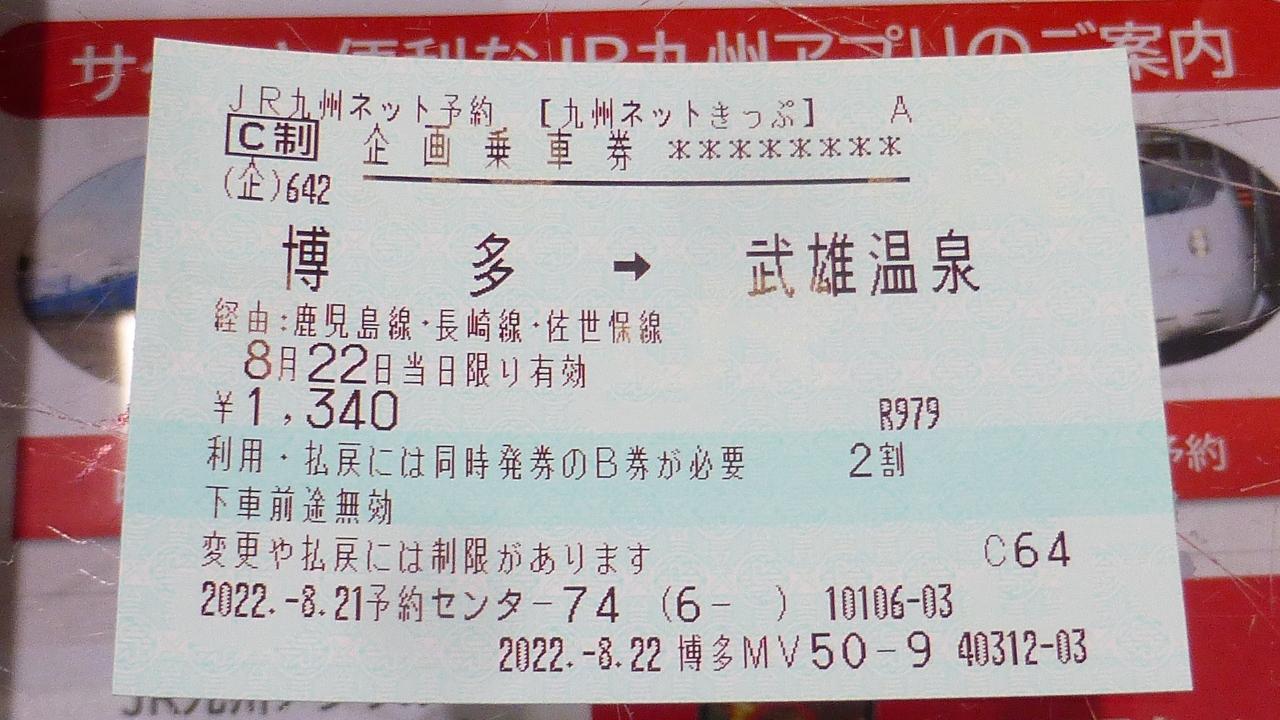 便利なJR九州アプリのご案内
JR九州ネット予約 【九州ネットきっぷ】 A
C制 企画乗車券 ********
(企)642
博多 → 武雄温泉
経由:鹿児島線・長崎線・佐世保線
8月22日当日限り有効
¥1,340 R979
利用・払戻には同時発券のB券が必要 2割
下車前途無効
変更や払戻には制限があります C64
2022.-8.21予約センター-74 (6- ) 10106-03
2022.-8.22 博多MV50-9 40312-03
予約